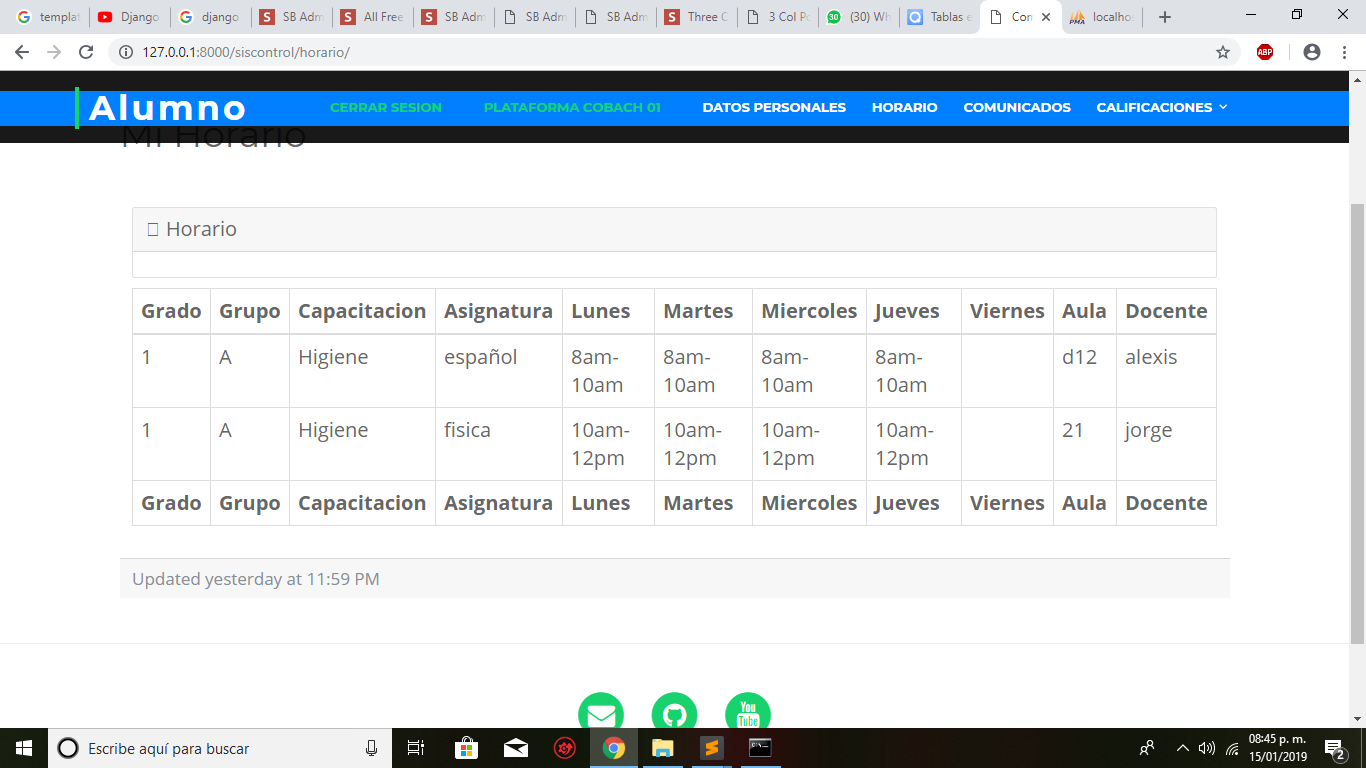 templat
Django
django
SB Adm
All Free
SB Adm
SB Adm
SB Adm
Three C
3 Col Po
(30) Wh
Tablas e
Con
localho
127.0.0.1:8000/siscontrol/horario/
ABP
Alumno
CERRAR SESION PLATAFORMA COBACH 01 DATOS PERSONALES HORARIO COMUNICADOS CALIFICACIONES
Mi Horario
Horario
Grado Grupo Capacitacion Asignatura Lunes Martes Miercoles Jueves Viernes Aula Docente
1 A Higiene español 8am-10am 8am-10am 8am-10am 8am-10am d12 alexis
1 A Higiene fisica 10am-12pm 10am-12pm 10am-12pm 10am-12pm 21 jorge
Grado Grupo Capacitacion Asignatura Lunes Martes Miercoles Jueves Viernes Aula Docente
Updated yesterday at 11:59 PM
You Tube
Escribe aquí para buscar
08:45 p. m.
15/01/2019
2